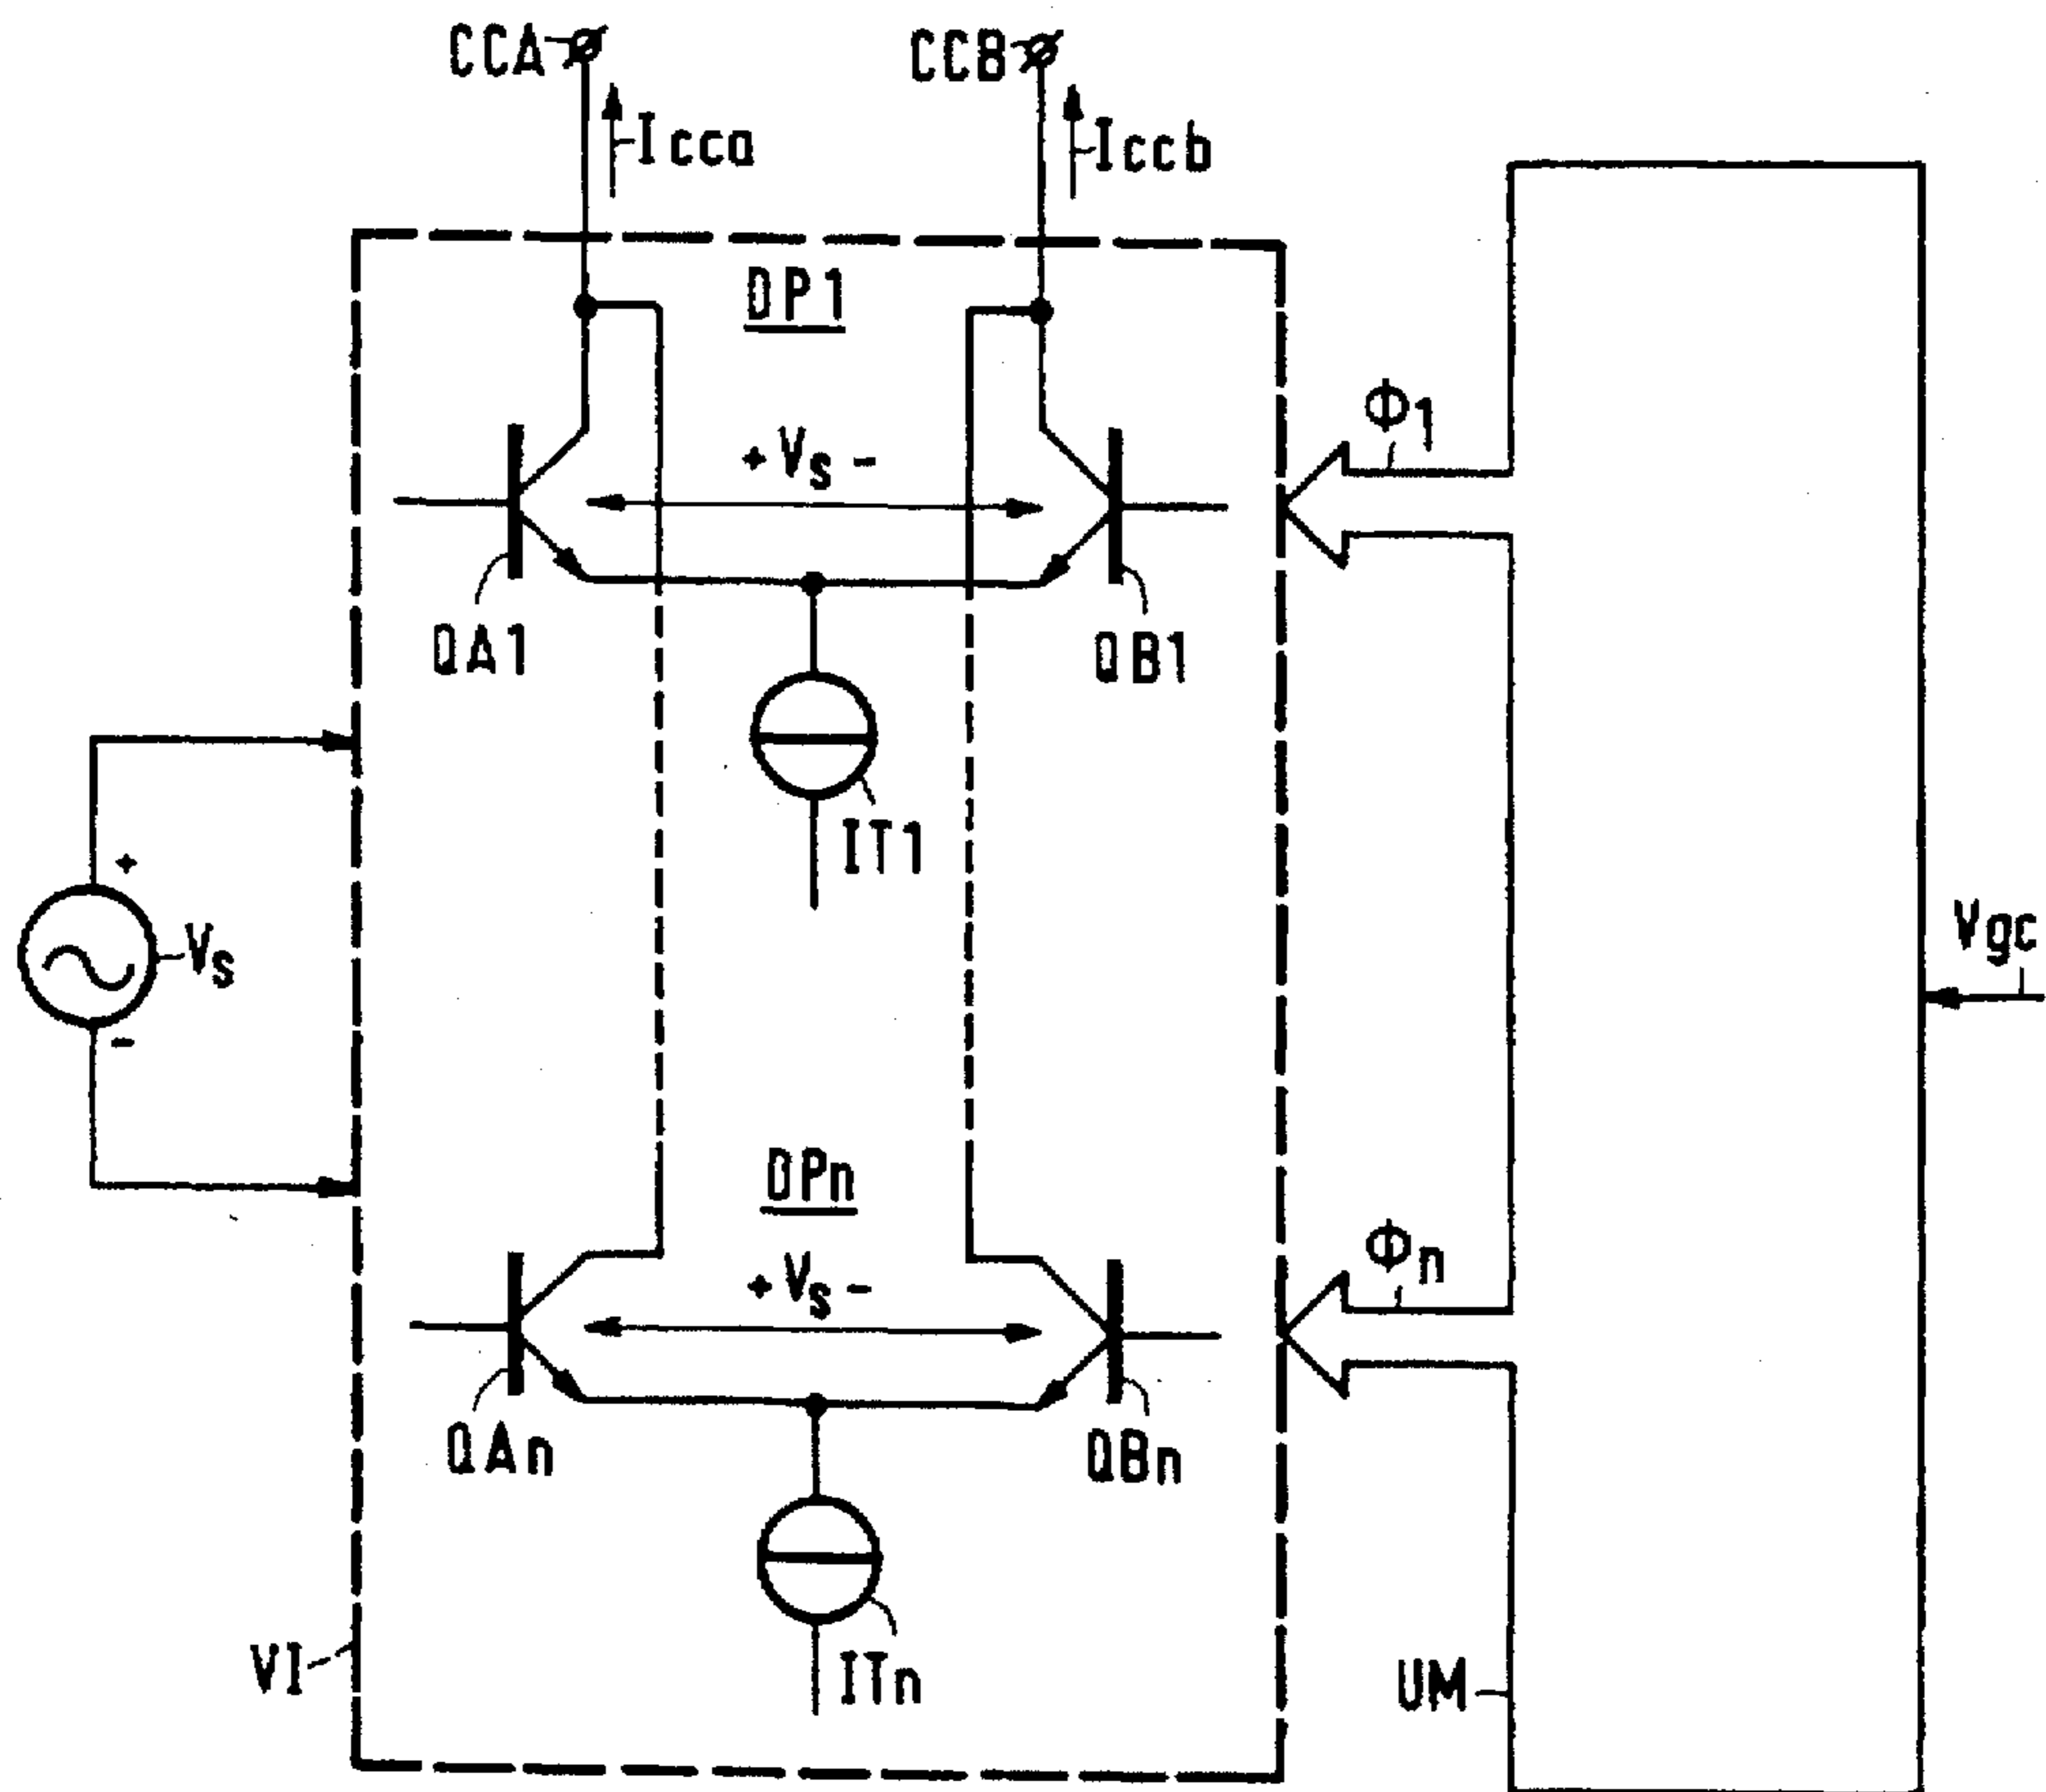 CCA
CCB
Icca
Iccb
DP1
Φ1
+ Vs -
QA1
QB1
IT1
+
Vs
-
Vgc
DPn
Φn
+ Vs -
QAn
QBn
VI
ITn
UM